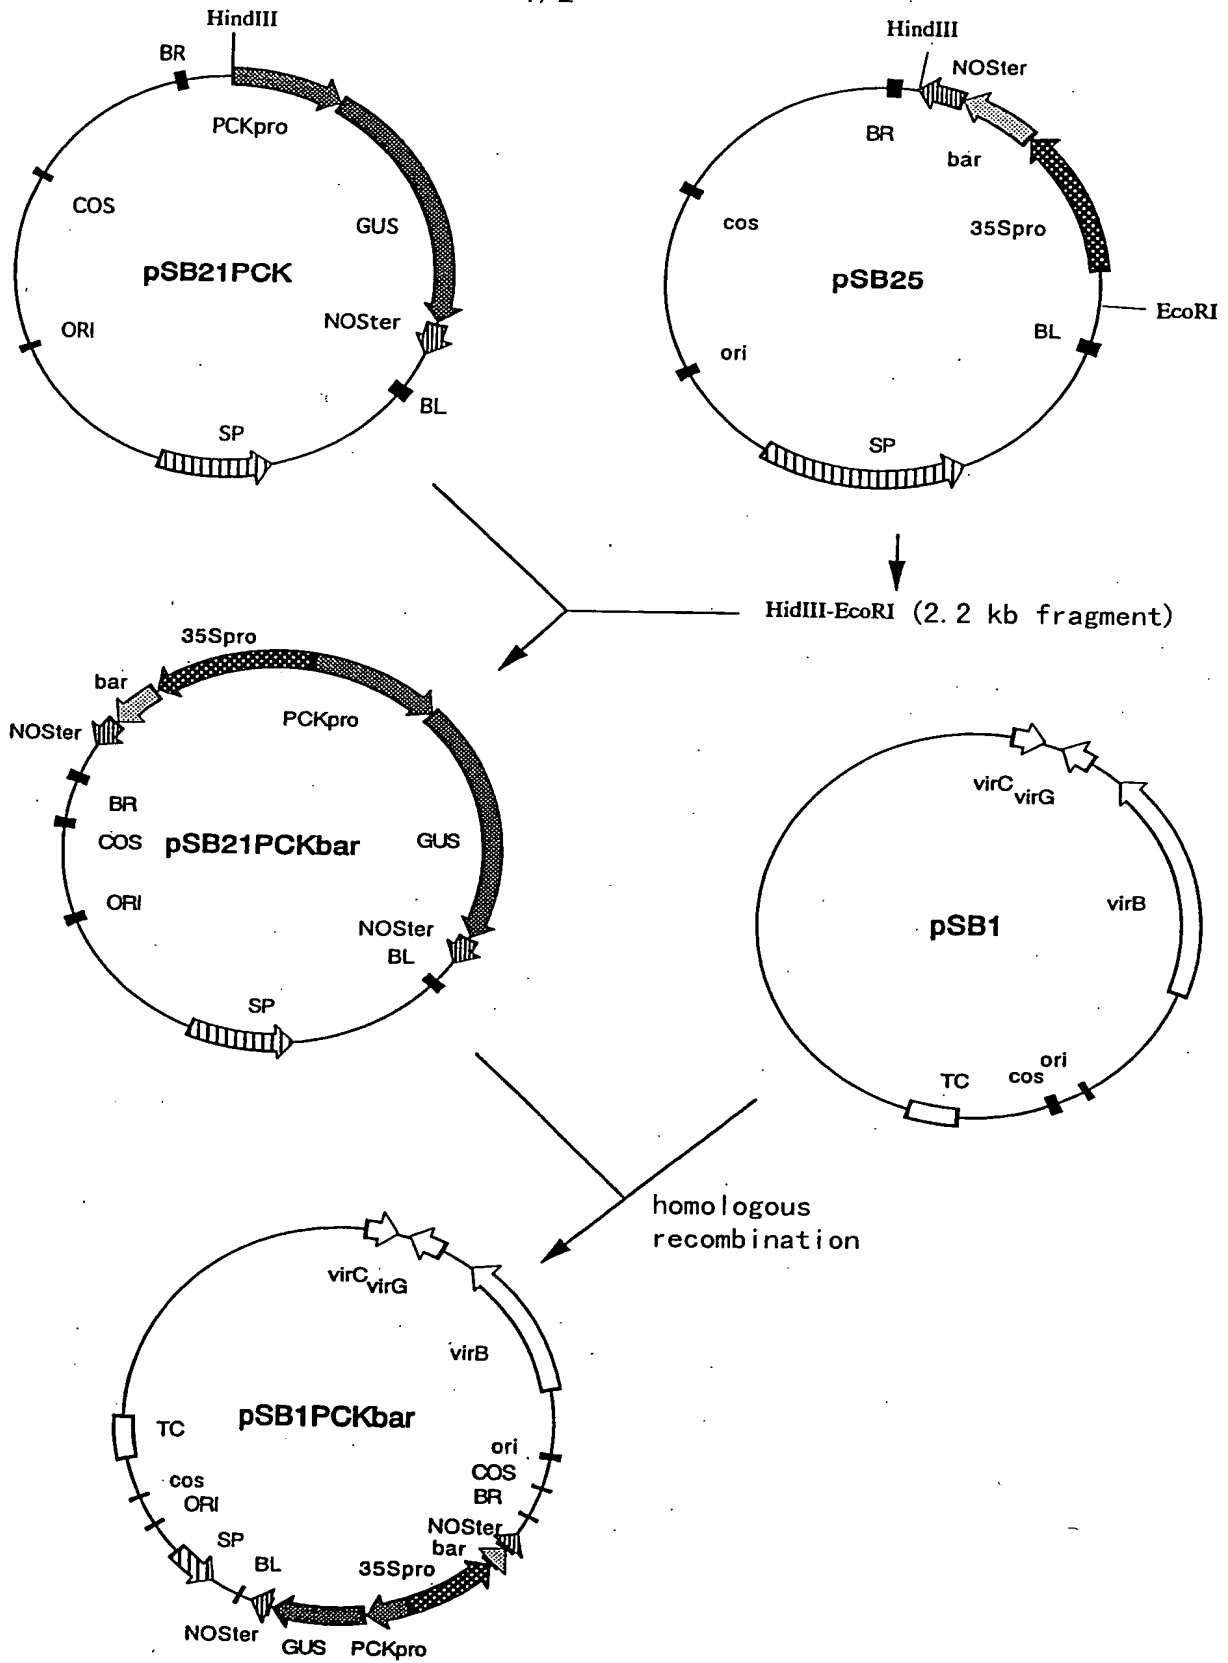 HindIII
BR
PCKpro
COS
GUS
pSB21PCK
NOSter
ORI
BL
SP
HindIII
NOSter
BR
bar
cos
35Spro
pSB25
EcoRI
BL
ori
SP
HidIII-EcoRI (2.2 kb fragment)
35Spro
bar
PCKpro
NOSter
BR
COS
pSB21PCKbar
GUS
ORI
NOSter
BL
SP
virC
virG
virB
pSB1
ori
cos
TC
homologous
recombination
virC
virG
virB
pSB1PCKbar
TC
ori
COS
BR
cos
ORI
NOSter
bar
SP
BL
35Spro
NOSter
GUS
PCKpro